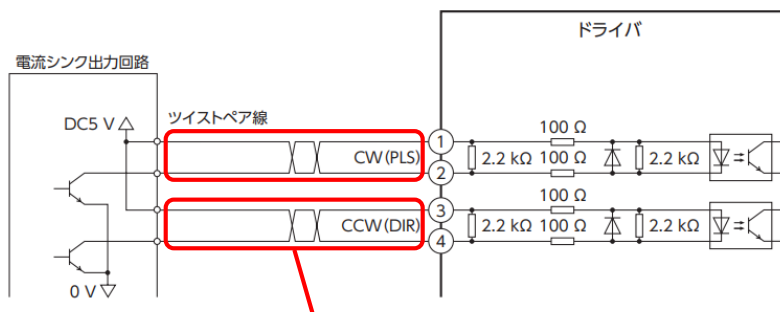 ドライバ
電流シンク出力回路
DC5 V
ツイストペア線
CW(PLS)
1
2
2.2 kΩ
100 Ω
100 Ω
2.2 kΩ
CCW(DIR)
3
4
2.2 kΩ
100 Ω
100 Ω
2.2 kΩ
0 V